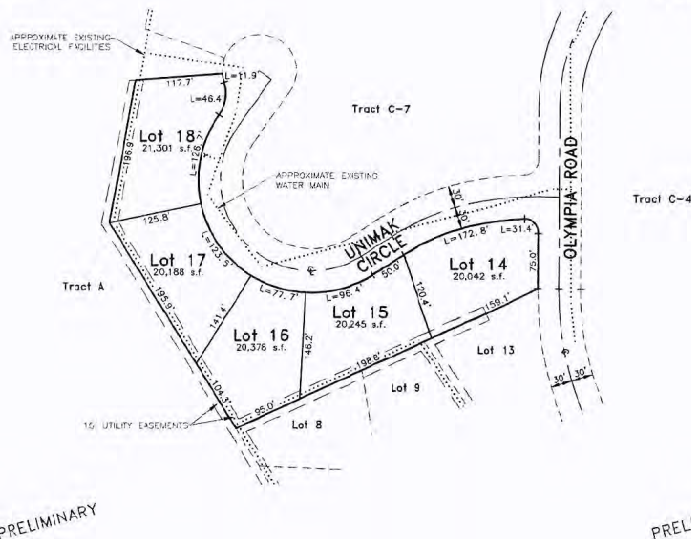 APPROXIMATE EXISTING
ELECTRICAL FACILITIES
117.7'
L=11.9'
L=46.4'
Tract C-7
Lot 18
21,301 s.f.
196.9'
APPROXIMATE EXISTING
WATER MAIN
OLYMPIA ROAD
30'
30'
Tract C-4
125.8'
UNIMAK
CIRCLE
L=172.8'
L=31.4'
L=123.5'
Lot 17
20,188 s.f.
50.0'
Lot 14
20,042 s.f.
75.0'
Tract A
L=77.7'
L=96.4'
195.9'
141.4'
Lot 15
20,245 s.f.
120.4'
159.1'
Lot 16
20,376 s.f.
146.2'
Lot 13
198.6'
Lot 9
104.3'
95.0'
30'
30'
UTILITY EASEMENTS
Lot 8
PRELIMINARY
PREL